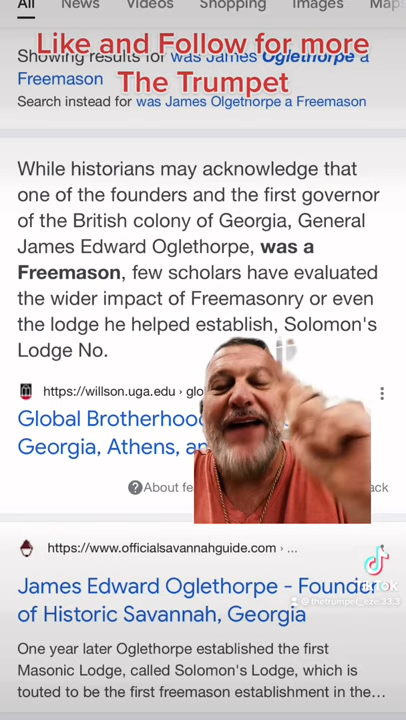 All News Videos Shopping Images Maps
Like and Follow for more
The Trumpet
Showing results for was James Oglethorpe a
Freemason
Search instead for was James Olgetnorpe a Freemason
While historians may acknowledge that
one of the founders and the first governor
of the British colony of Georgia, General
James Edward Oglethorpe, was a
Freemason, few scholars have evaluated
the wider impact of Freemasonry or even
the lodge he helped establish, Solomon's
Lodge No.
https://willson.uga.edu › glo
Global Brotherhood
Georgia, Athens, an
About fe ack
https://www.officialsavannahguide.com › ...
James Edward Oglethorpe - Founder
of Historic Savannah, Georgia
TikTok
One year later Oglethorpe established the first
Masonic Lodge, called Solomon's Lodge, which is
touted to be the first freemason establishment in the...